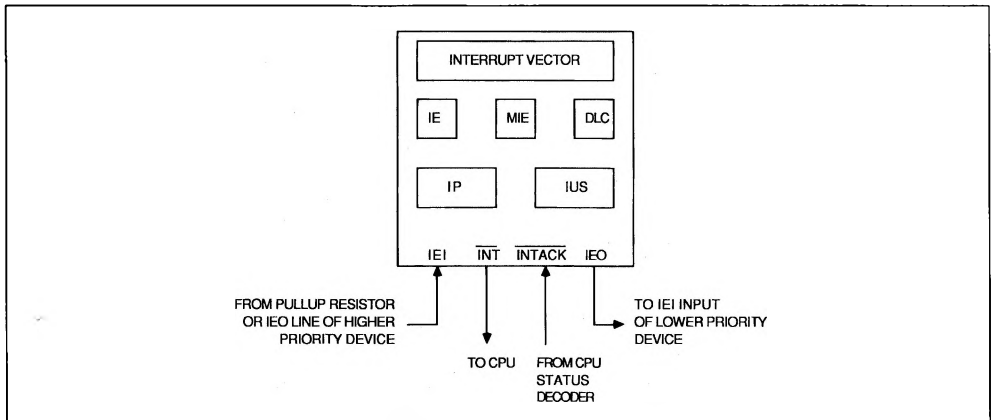 INTERRUPT VECTOR
IE MIE DLC
IP IUS
IEI INT INTACK IEO
FROM PULLUP RESISTOR
OR IEO LINE OF HIGHER
PRIORITY DEVICE
TO CPU
FROM CPU
STATUS
DECODER
TO IEI INPUT
OF LOWER PRIORITY
DEVICE